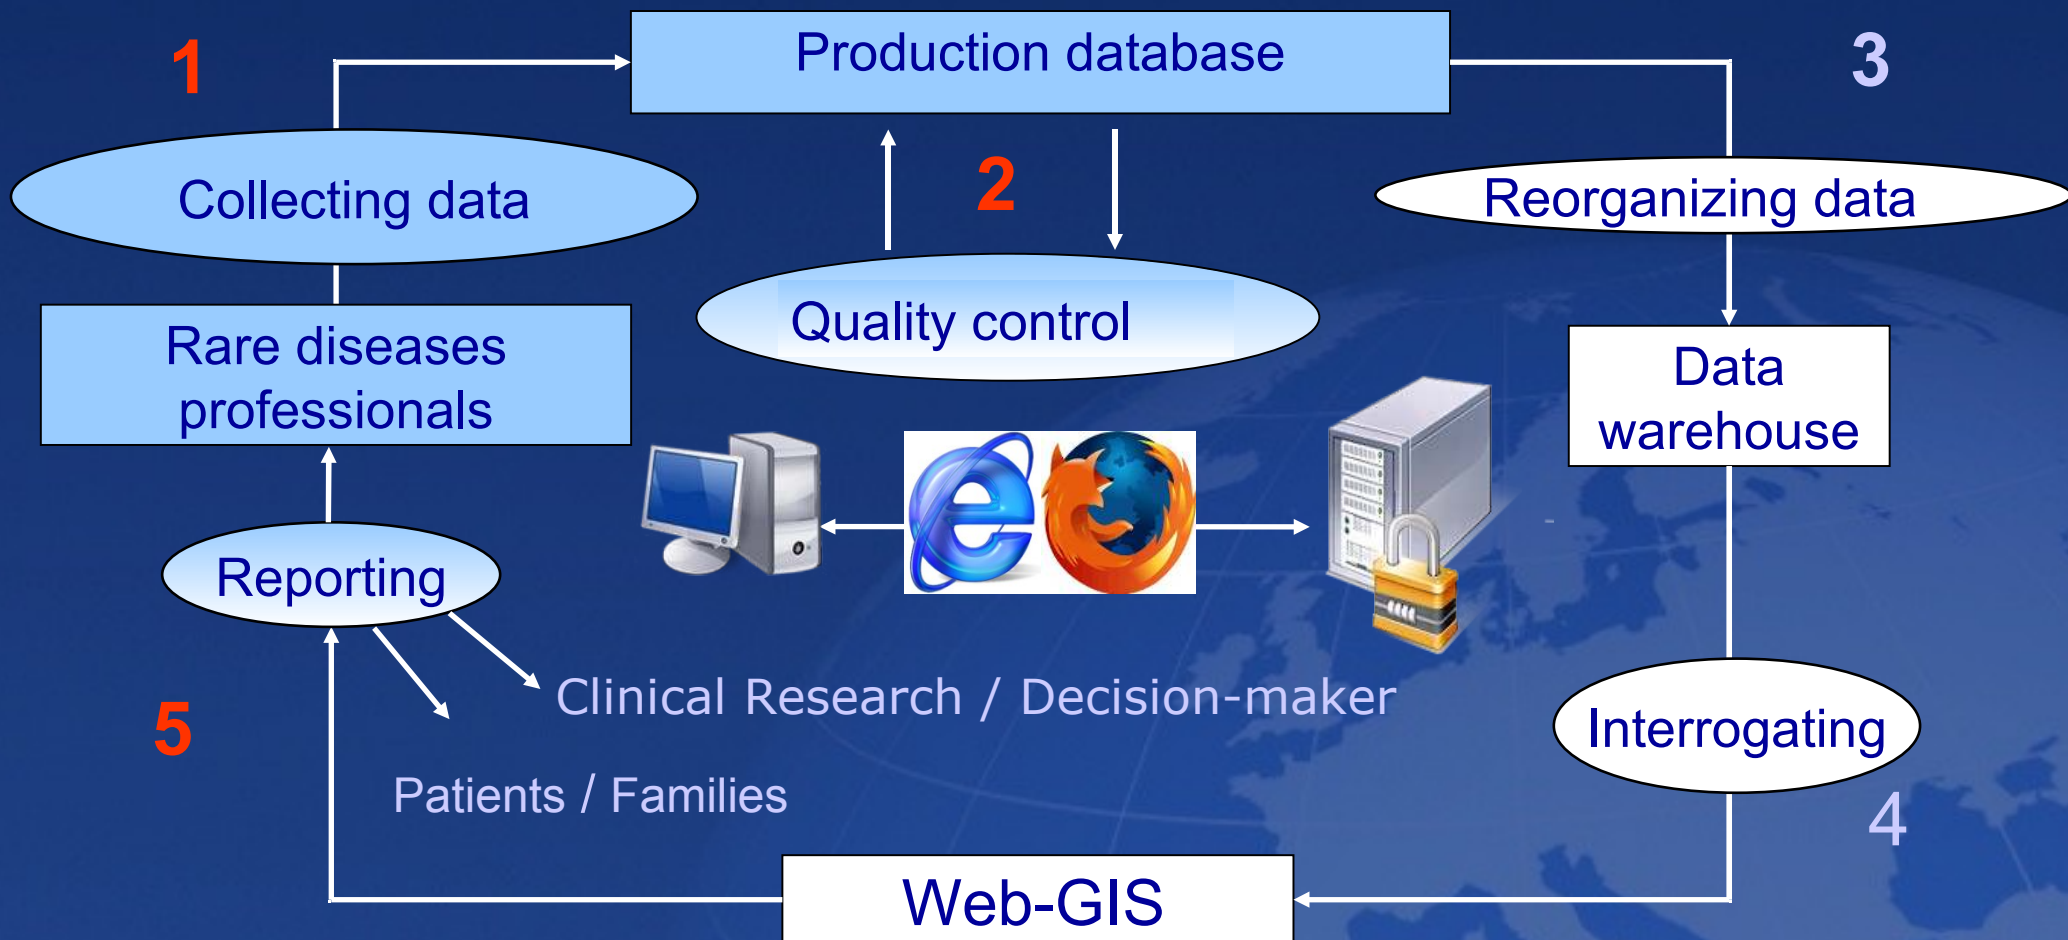 1
Production database
3
Collecting data
2
Reorganizing data
Quality control
Rare diseases
professionals
Data
warehouse
Reporting
Clinical Research / Decision-maker
5
Interrogating
Patients / Families
4
Web-GIS